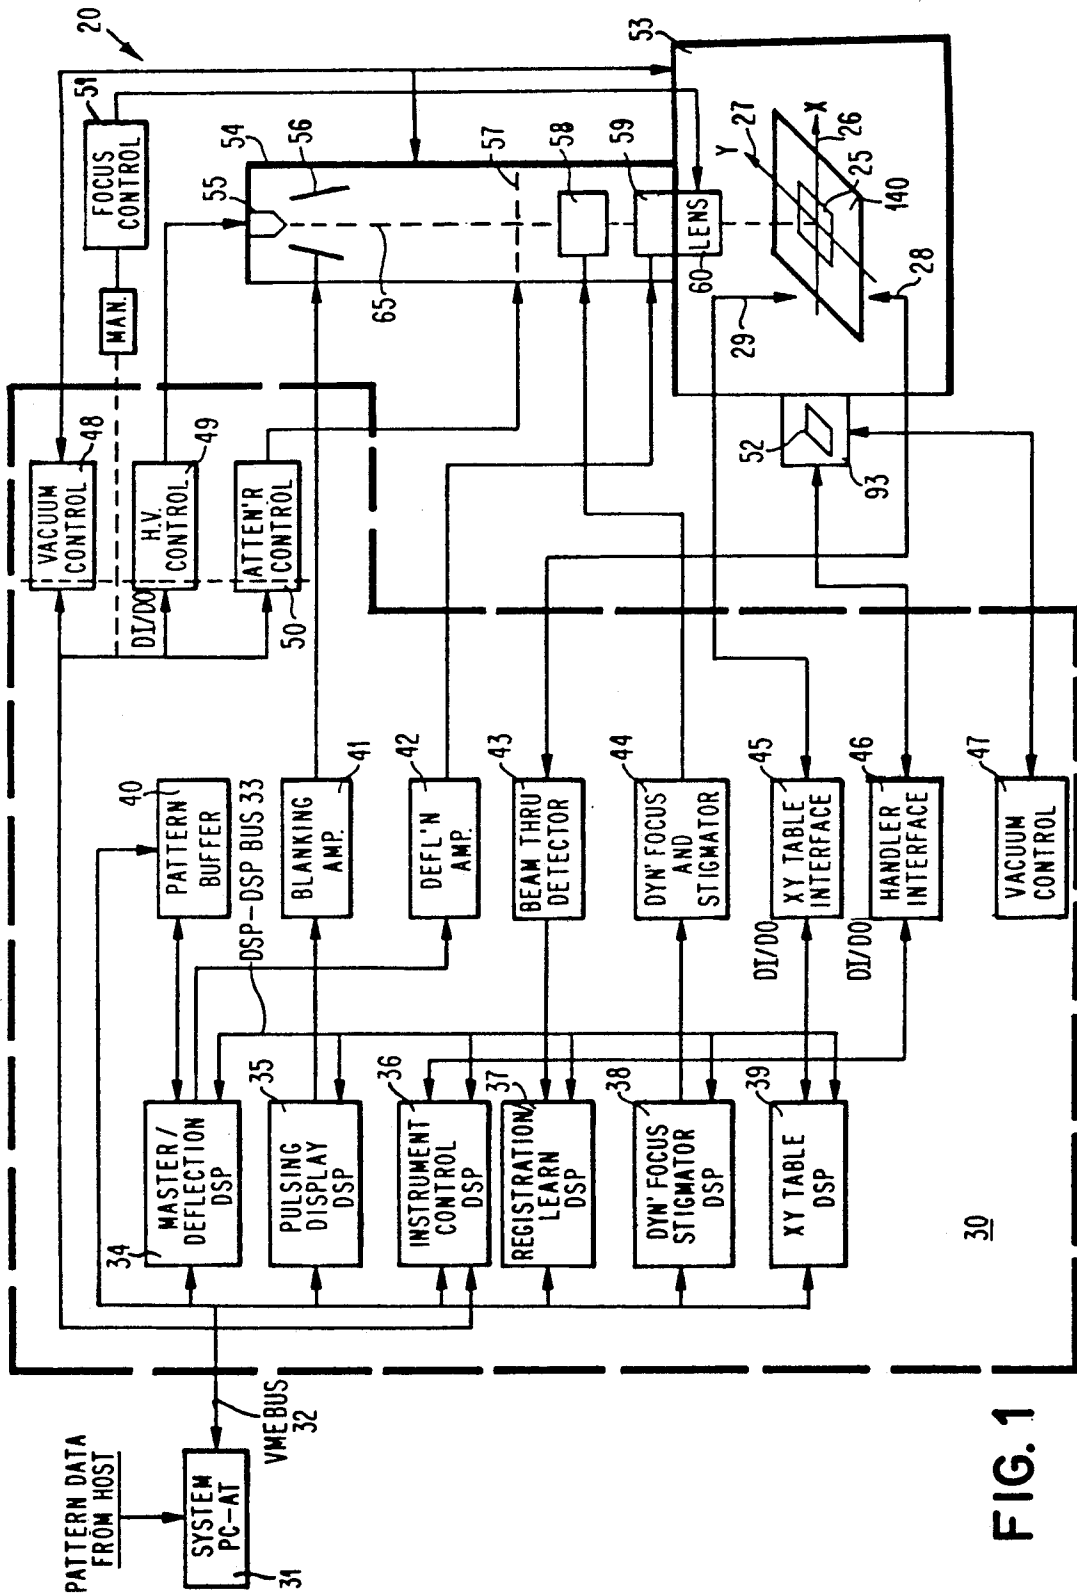 20
51
FOCUS
CONTROL
MAN.
VACUUM
CONTROL
48
H.V.
CONTROL
49
DI/DO
ATTEN'R
CONTROL
50
54
55
56
57
58
59
LENS
60
65
53
Y
27
X
26
25
140
28
29
52
93
40
PATTERN
BUFFER
DSP-DSP BUS 33
BLANKING
AMP.
41
DEFL'N
AMP.
42
BEAM THRU
DETECTOR
43
DYN' FOCUS
AND
STIGMATOR
44
DI/DO
XY TABLE
INTERFACE
45
DI/DO
HANDLER
INTERFACE
46
VACUUM
CONTROL
47
34
MASTER/
DEFLECTION
DSP
35
PULSING
DISPLAY
DSP
36
INSTRUMENT
CONTROL
DSP
37
REGISTRATION
LEARN
DSP
38
DYN' FOCUS
STIGMATOR
DSP
39
XY TABLE
DSP
30
PATTERN DATA
FROM HOST
SYSTEM
PC-AT
31
VMEBUS
32
FIG. 1